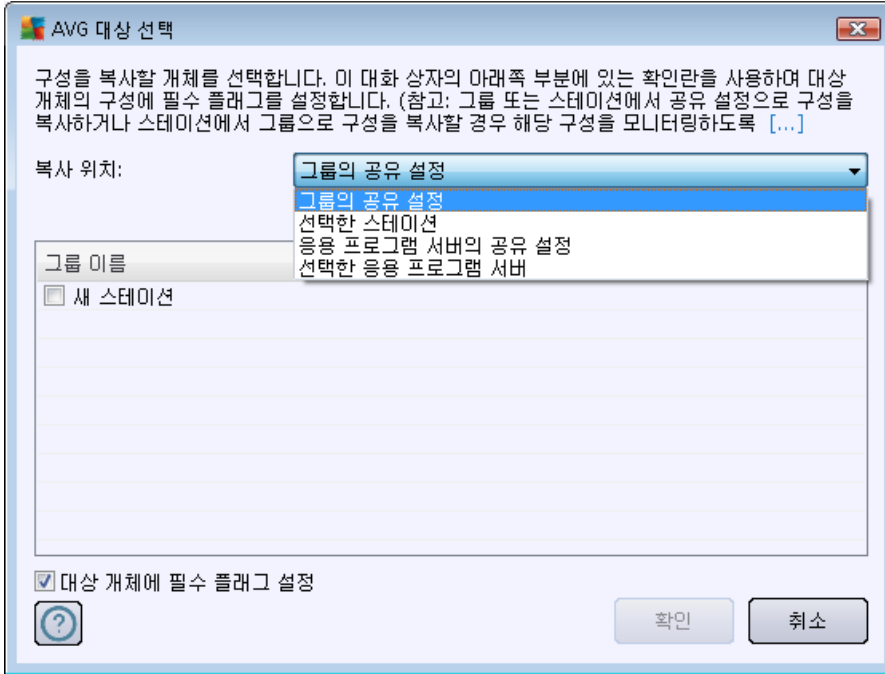 AVG 대상 선택
구성을 복사할 개체를 선택합니다. 이 대화 상자의 아래쪽 부분에 있는 확인란을 사용하여 대상
개체의 구성에 필수 플래그를 설정합니다. (참고: 그룹 또는 스테이션에서 공유 설정으로 구성을
복사하거나 스테이션에서 그룹으로 구성을 복사할 경우 해당 구성을 모니터링하도록 [...]
복사 위치:
그룹의 공유 설정
그룹의 공유 설정
선택한 스테이션
응용 프로그램 서버의 공유 설정
선택한 응용 프로그램 서버
그룹 이름
새 스테이션
대상 개체에 필수 플래그 설정
?
확인
취소